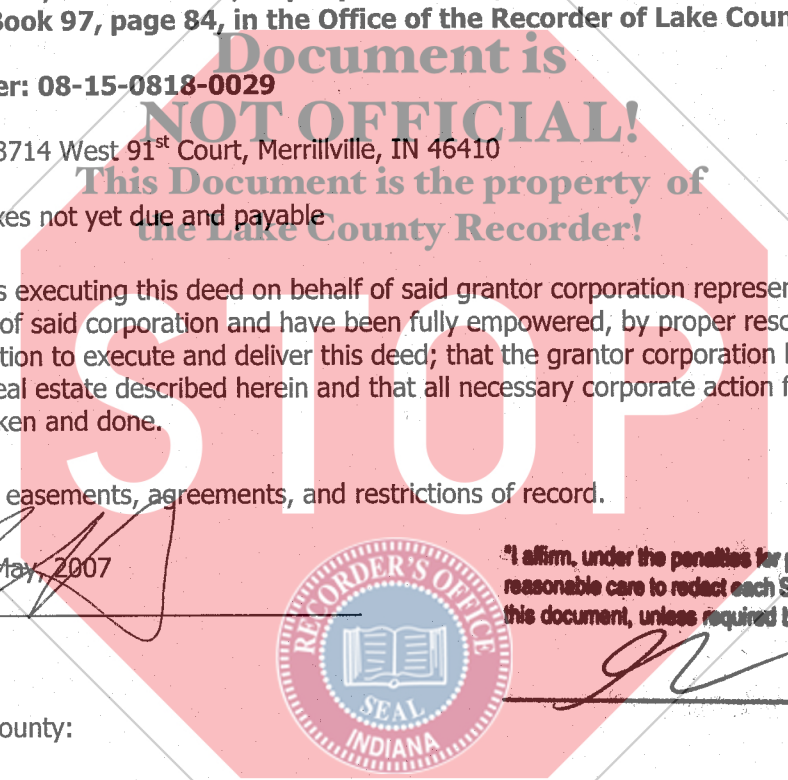 Book 97, page 84, in the Office of the Recorder of Lake Coun
Document is
er: 08-15-0818-0029
NOT OFFICIAL!
3714 West 91st Court, Merrillville, IN 46410
This Document is the property of
xes not yet due and payable
the Lake County Recorder!
s executing this deed on behalf of said grantor corporation represen
of said corporation and have been fully empowered, by proper reso
tion to execute and deliver this deed; that the grantor corporation
eal estate described herein and that all necessary corporate action f
ken and done.
STOP
easements, agreements, and restrictions of record.
May, 2007
"I affirm, under the penalties for p
reasonable care to redact each S
this document, unless required b
RECORDER'S OFFICE
SEAL
INDIANA
ounty: